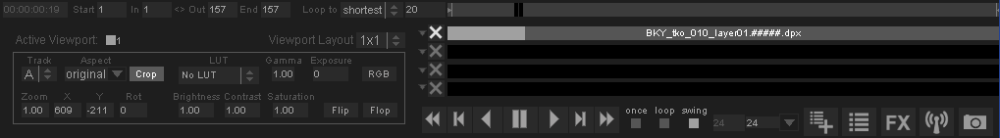 00:00:00:19 Start 1 In 1 <> Out 157 End 157 Loop to shortest 20
BKY_tko_010_layer01.#####.dpx
Active Viewport: 1 Viewport Layout 1x1
Track Aspect LUT Gamma Exposure
A original Crop No LUT 1.00 0 RGB
Zoom X Y Rot Brightness Contrast Saturation
1.00 609 -211 0 1.00 1.00 1.00 Flip Flop
once loop swing
24 24 FX